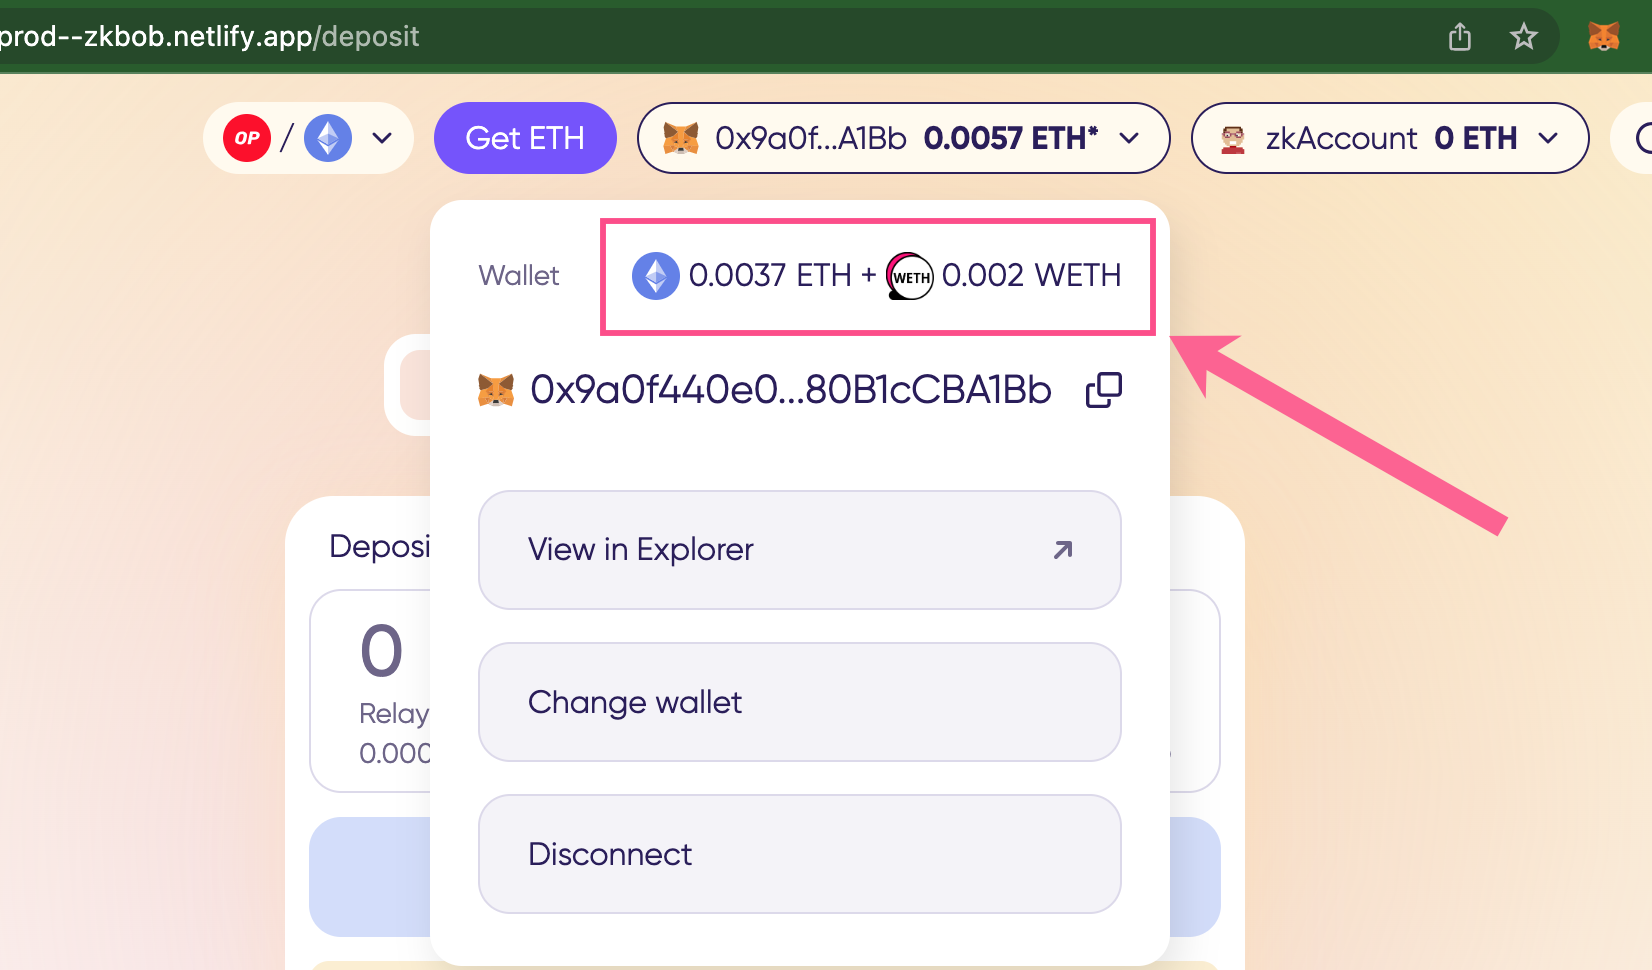 prod--zkbob.netlify.app/deposit
OP / Get ETH 0x9a0f...A1Bb 0.0057 ETH* zkAccount 0 ETH
Wallet 0.0037 ETH + WETH 0.002 WETH
0x9a0f440e0...80B1cCBA1Bb
View in Explorer
Deposi
0
Change wallet
Relay
0.000
Disconnect